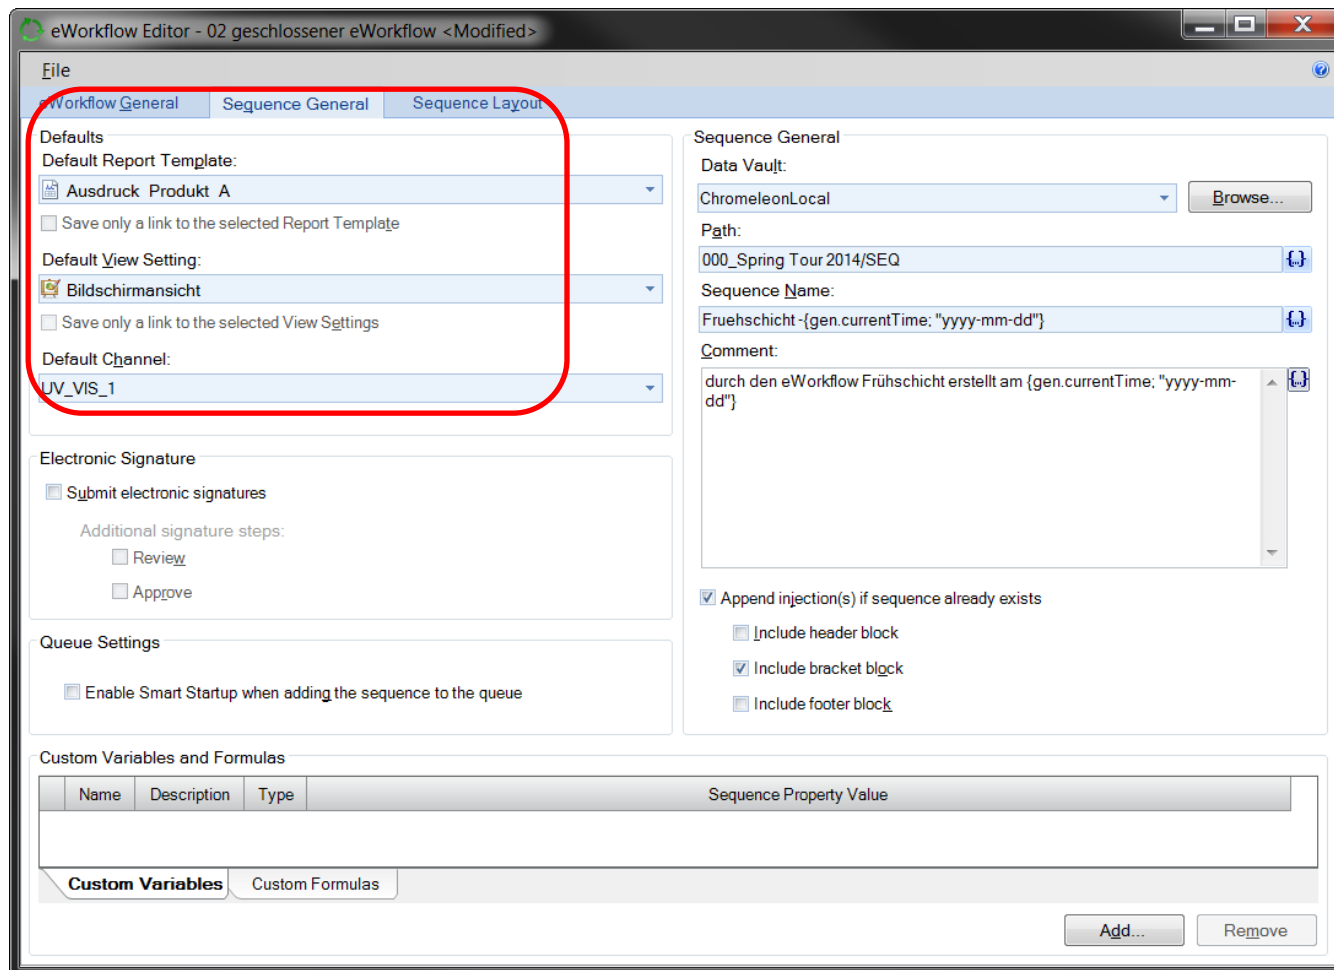 eWorkflow Editor - 02 geschlossener eWorkflow <Modified>
File
eWorkflow General
Sequence General
Sequence Layout
Defaults
Default Report Template:
Ausdruck Produkt A
Save only a link to the selected Report Template
Default View Setting:
Bildschirmansicht
Save only a link to the selected View Settings
Default Channel:
UV_VIS_1
Electronic Signature
Submit electronic signatures
Additional signature steps:
Review
Approve
Queue Settings
Enable Smart Startup when adding the sequence to the queue
Sequence General
Data Vault:
ChromeleonLocal
Browse...
Path:
000_Spring Tour 2014/SEQ
{..}
Sequence Name:
Fruehschicht -{gen.currentTime; "yyyy-mm-dd"}
{..}
Comment:
durch den eWorkflow Frühschicht erstellt am {gen.currentTime; "yyyy-mm-
dd"}
{..}
Append injection(s) if sequence already exists
Include header block
Include bracket block
Include footer block
Custom Variables and Formulas
Name Description Type Sequence Property Value
Custom Variables
Custom Formulas
Add...
Remove